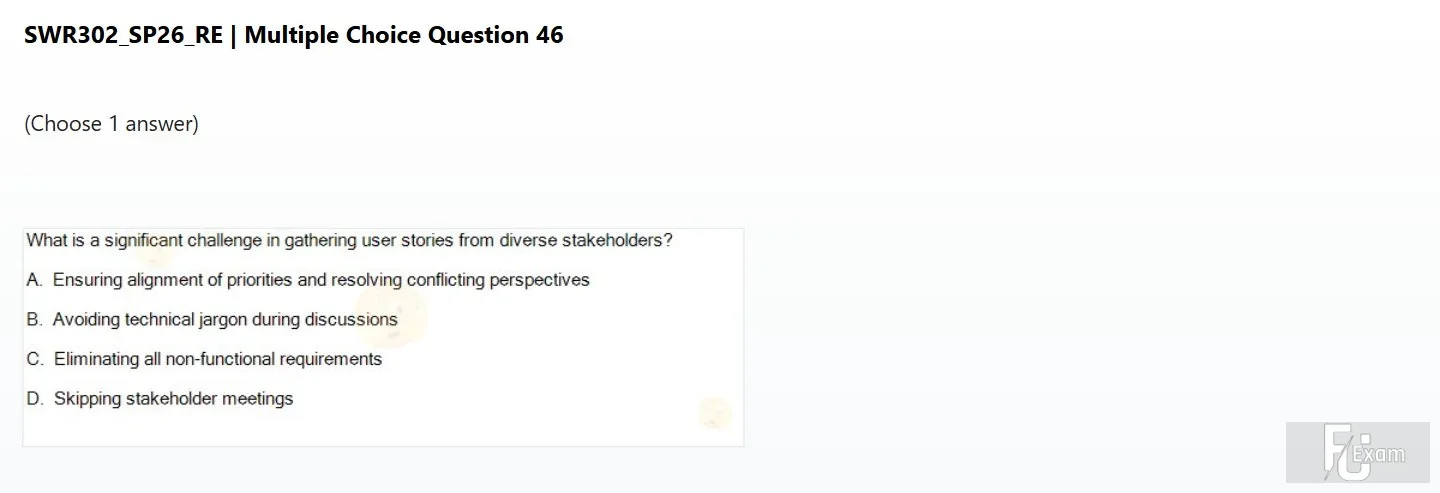 SWR302_SP26_RE | Multiple Choice Question 46
(Choose 1 answer)
What is a significant challenge in gathering user stories from diverse stakeholders?
A. Ensuring alignment of priorities and resolving conflicting perspectives
B. Avoiding technical jargon during discussions
C. Eliminating all non-functional requirements
D. Skipping stakeholder meetings
FU Exam